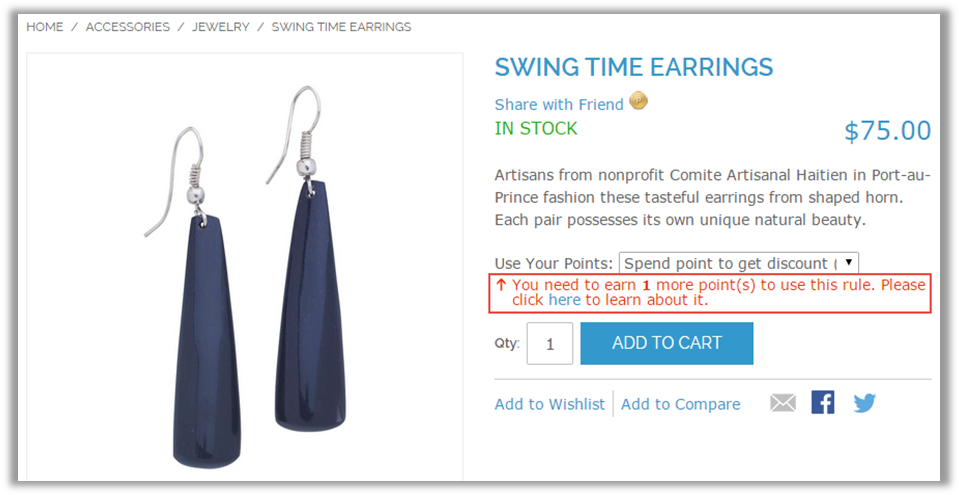 HOME / ACCESSORIES / JEWELRY / SWING TIME EARRINGS
SWING TIME EARRINGS
Share with Friend
IN STOCK
$75.00
Artisans from nonprofit Comite Artisanal Haitien in Port-au-
Prince fashion these tasteful earrings from shaped horn.
Each pair possesses its own unique natural beauty.
Use Your Points: Spend point to get discount (
You need to earn 1 more point(s) to use this rule. Please
click here to learn about it.
Qty: 1 ADD TO CART
Add to Wishlist Add to Compare